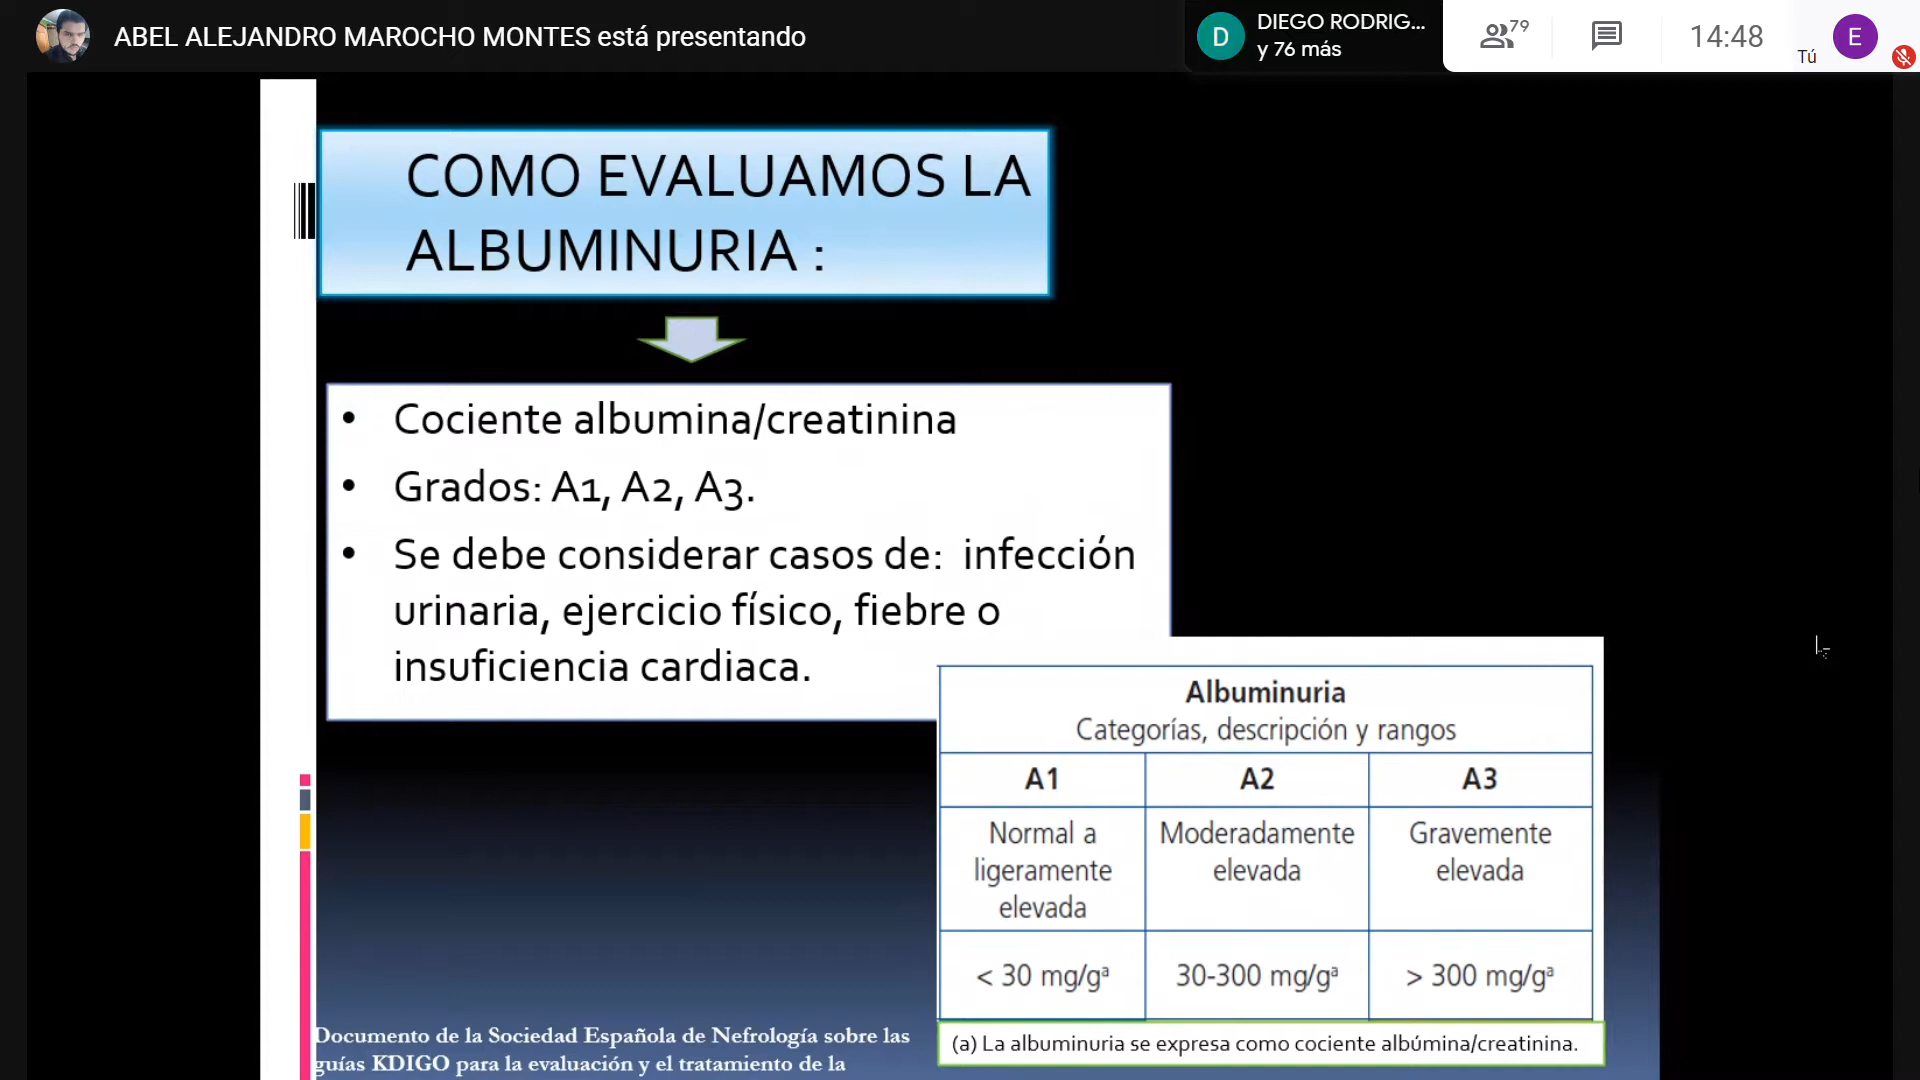 ABEL ALEJANDRO MAROCHO MONTES está presentando
D
DIEGO RODRIG...
y 76 más
79
14:48
Tú
E
COMO EVALUAMOS LA
ALBUMINURIA :
• Cociente albumina/creatinina
• Grados: A1, A2, A3.
• Se debe considerar casos de: infección
urinaria, ejercicio físico, fiebre o
insuficiencia cardiaca.
Albuminuria
Categorías, descripción y rangos
A1 A2 A3
Normal a
ligeramente
elevada
Moderadamente
elevada
Gravemente
elevada
< 30 mg/gª 30-300 mg/gª > 300 mg/gª
(a) La albuminuria se expresa como cociente albúmina/creatinina.
Documento de la Sociedad Española de Nefrología sobre las
guías KDIGO para la evaluación y el tratamiento de la